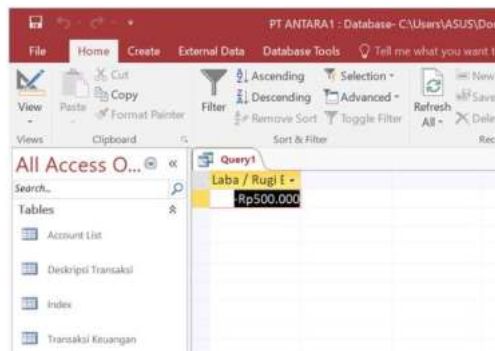 PT ANTARA1 : Database- C:\Users\ASUS\Do
File Home Create External Data Database Tools Tell me what you want t
View
Paste
Cut
Copy
Format Painter
Filter
Ascending
Descending
Remove Sort
Selection
Advanced
Toggle Filter
Refresh
All
New
Save
Dele
Views Clipboard Sort & Filter Rec
All Access O... «
Search...
Tables
Account List
Deskripsi Transaksi
Index
Transaksi Keuangan
Query1
Laba / Rugi E
-Rp500.000